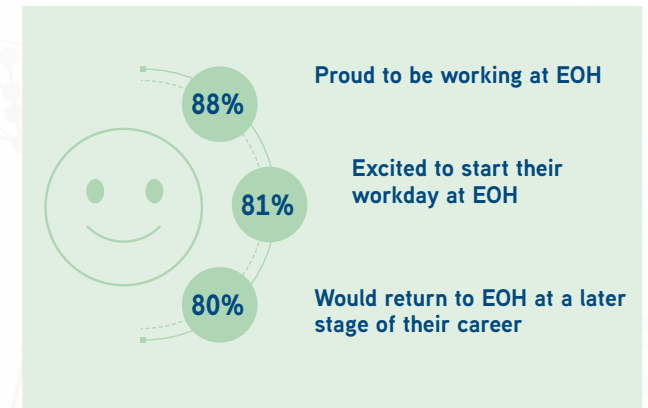 88%
Proud to be working at EOH
81%
Excited to start their
workday at EOH
80%
Would return to EOH at a later
stage of their career